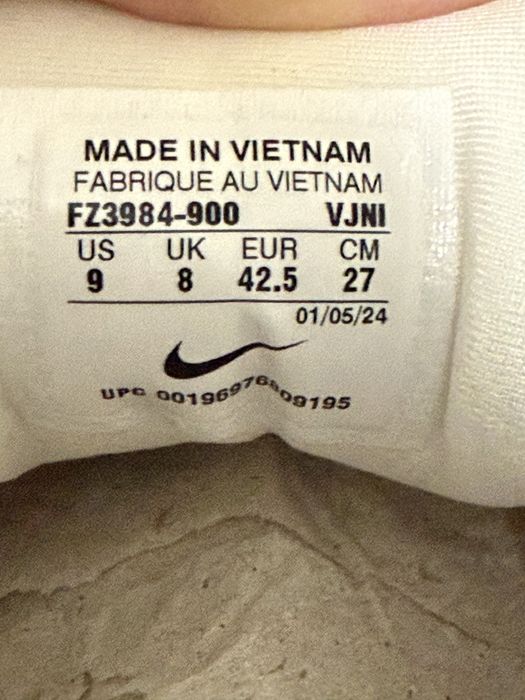 MADE IN VIETNAM
FABRIQUE AU VIETNAM
FZ3984-900 VJNI
US UK EUR CM
9 8 42.5 27
01/05/24
UPC